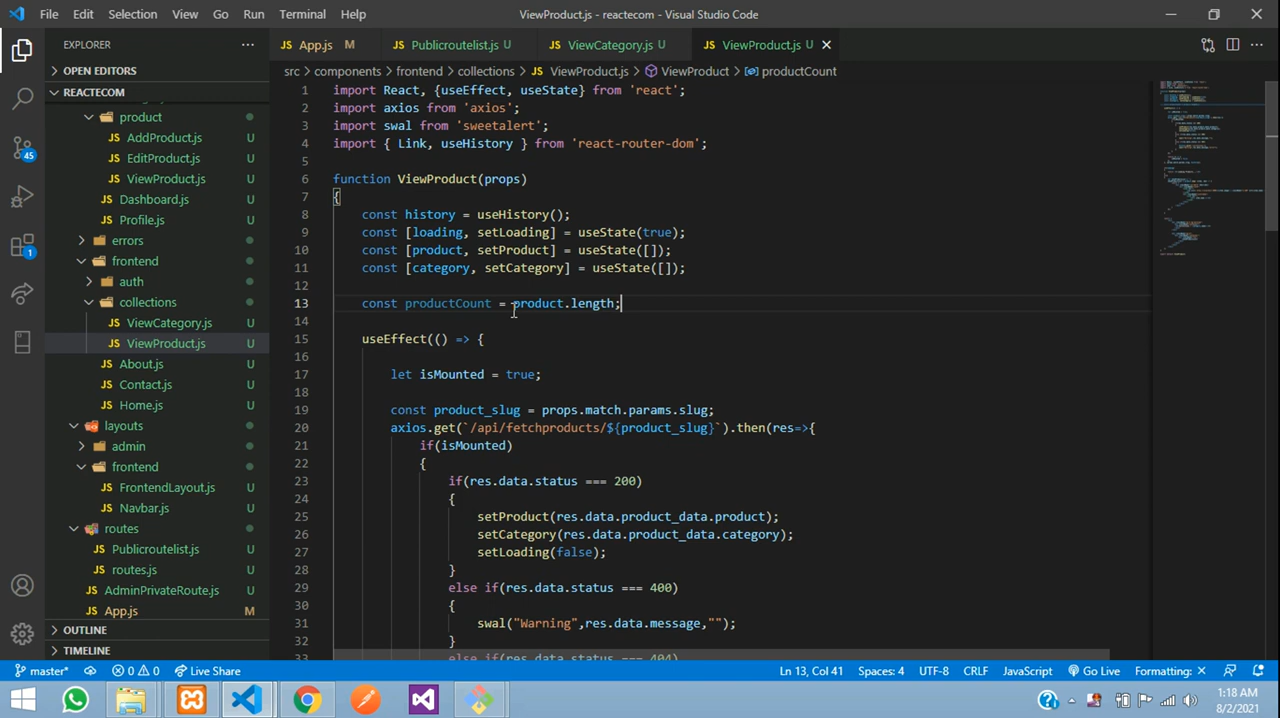 File Edit Selection View Go Run Terminal Help
ViewProduct.js - reactecom - Visual Studio Code
EXPLORER
OPEN EDITORS
REACTECOM
product
AddProduct.js U
EditProduct.js U
ViewProduct.js U
Dashboard.js U
Profile.js U
errors
frontend
auth
collections
ViewCategory.js U
ViewProduct.js U
About.js U
Contact.js U
Home.js U
layouts
admin
frontend
FrontendLayout.js U
Navbar.js U
routes
Publicroutelist.js U
routes.js U
AdminPrivateRoute.js U
App.js M
OUTLINE
TIMELINE
45
1
JS App.js M JS Publicroutelist.js U JS ViewCategory.js U JS ViewProduct.js U
src > components > frontend > collections > JS ViewProduct.js > ViewProduct > productCount
1 import React, {useEffect, useState} from 'react';
2 import axios from 'axios';
3 import swal from 'sweetalert';
4 import { Link, useHistory } from 'react-router-dom';
5
6 function ViewProduct(props)
7 {
8 const history = useHistory();
9 const [loading, setLoading] = useState(true);
10 const [product, setProduct] = useState([]);
11 const [category, setCategory] = useState([]);
12
13 const productCount = product.length;
14
15 useEffect(() => {
16
17 let isMounted = true;
18
19 const product_slug = props.match.params.slug;
20 axios.get(`/api/fetchproducts/${product_slug}`).then(res=>{
21 if(isMounted)
22 {
23 if(res.data.status === 200)
24 {
25 setProduct(res.data.product_data.product);
26 setCategory(res.data.product_data.category);
27 setLoading(false);
28 }
29 else if(res.data.status === 400)
30 {
31 swal("Warning",res.data.message,"");
32 }
33 else if(res.data.status === 404)
master* 0 0 Live Share Ln 13, Col 41 Spaces: 4 UTF-8 CRLF JavaScript Go Live Formatting: ×
1:18 AM
8/2/2021